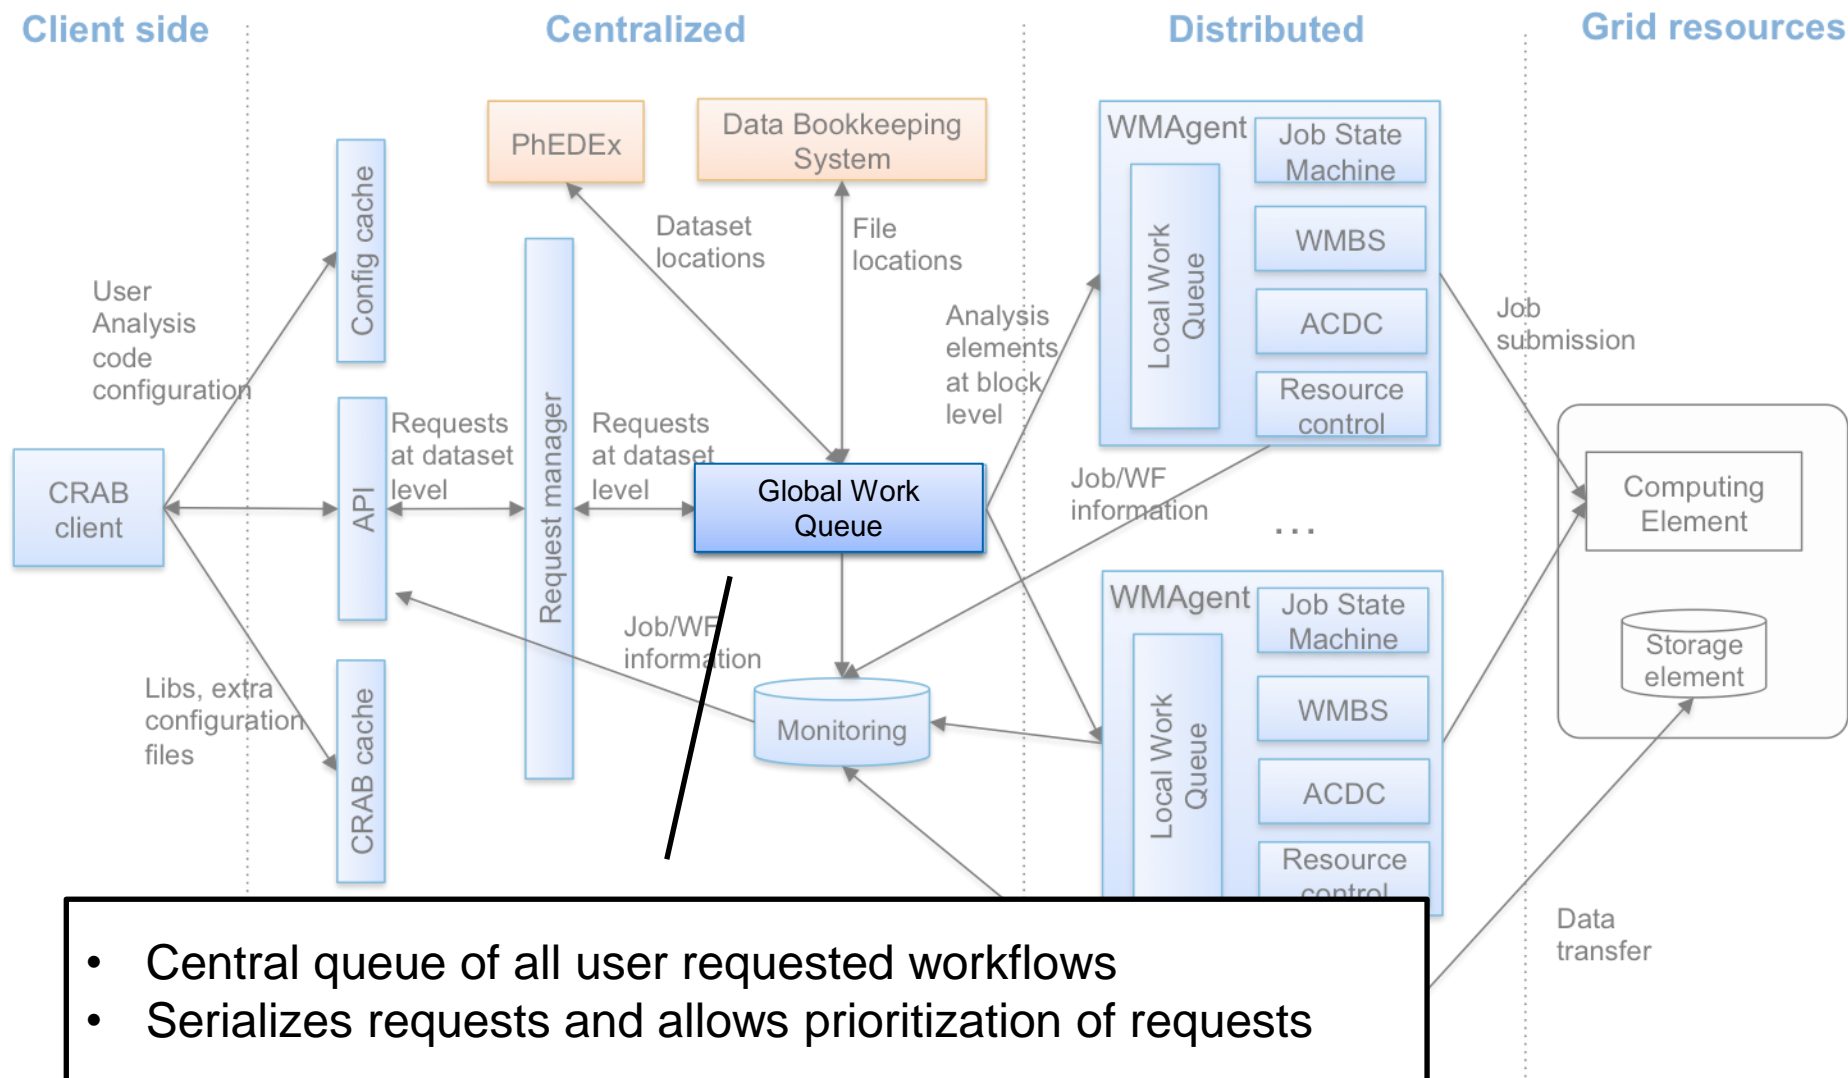 Client side
Centralized
Distributed
Grid resources
PhEDEx
Data Bookkeeping
System
Config cache
User
Analysis
code
configuration
Dataset
locations
File
locations
WMAgent
Local Work
Queue
Job State
Machine
WMBS
ACDC
Resource
control
Analysis
elements
at block
level
Job
submission
CRAB
client
API
Requests
at dataset
level
Request manager
Requests
at dataset
level
Global Work
Queue
Job/WF
information
...
Computing
Element
Storage
element
Libs, extra
configuration
files
CRAB cache
Job/WF
information
Monitoring
WMAgent
Local Work
Queue
Job State
Machine
WMBS
ACDC
Resource
control
Data
transfer
• Central queue of all user requested workflows
• Serializes requests and allows prioritization of requests